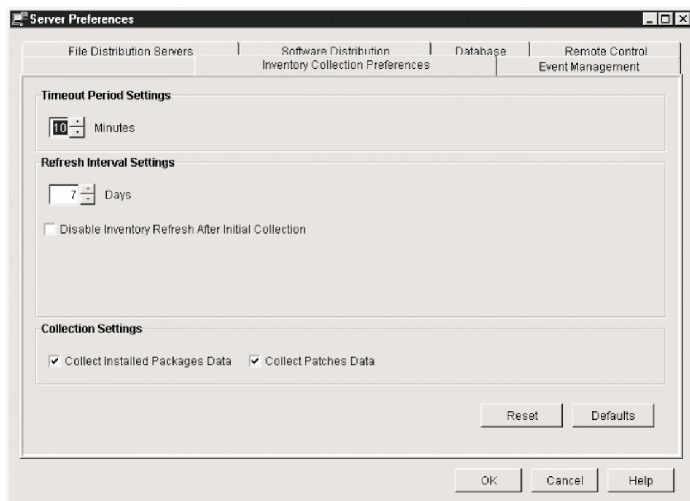 Server Preferences
File Distribution Servers
Software Distribution
Database
Remote Control
Inventory Collection Preferences
Event Management
Timeout Period Settings
10 Minutes
Refresh Interval Settings
7 Days
Disable Inventory Refresh After Initial Collection
Collection Settings
Collect Installed Packages Data
Collect Patches Data
Reset
Defaults
OK
Cancel
Help